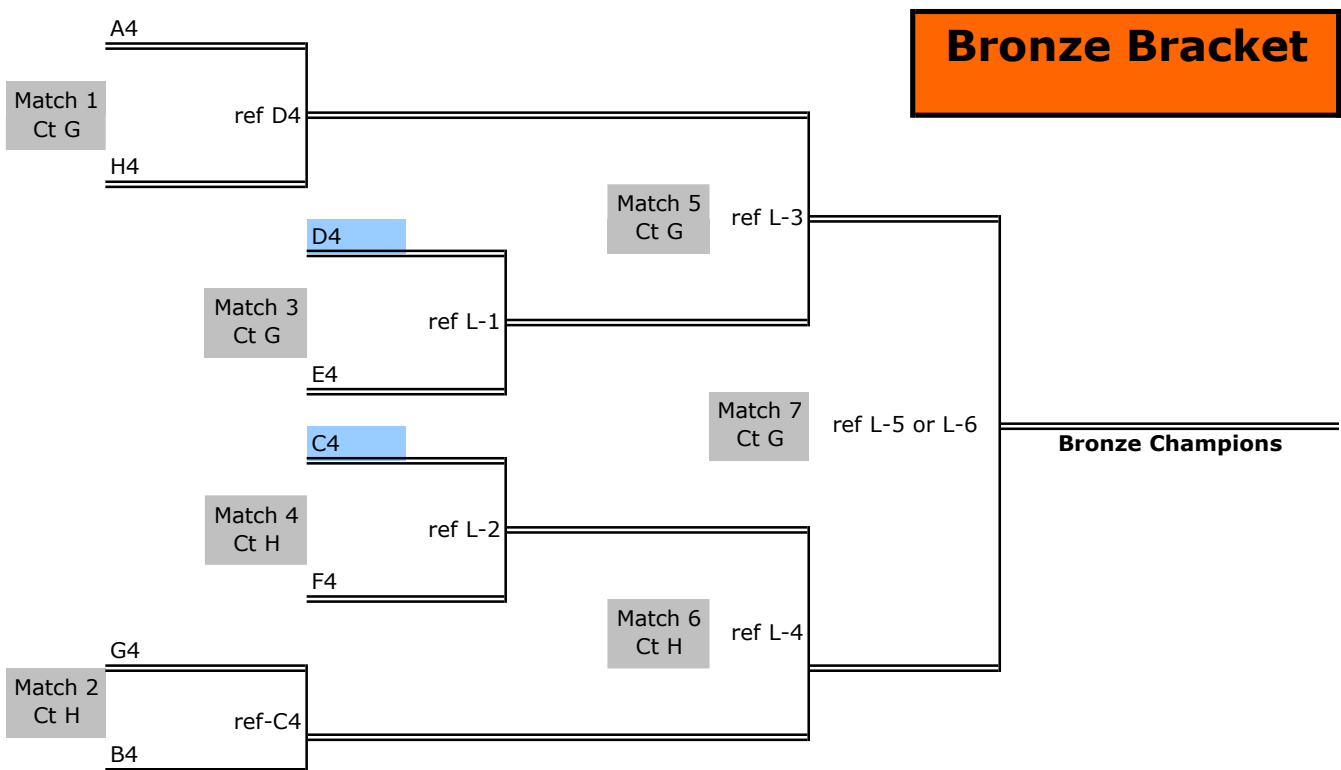 A4
Bronze Bracket
Match 1
Ct G
ref D4
H4
Match 5
Ct G
ref L-3
D4
Match 3
Ct G
ref L-1
E4
Match 7
Ct G
ref L-5 or L-6
C4
Bronze Champions
Match 4
Ct H
ref L-2
F4
Match 6
Ct H
ref L-4
G4
Match 2
Ct H
ref-C4
B4